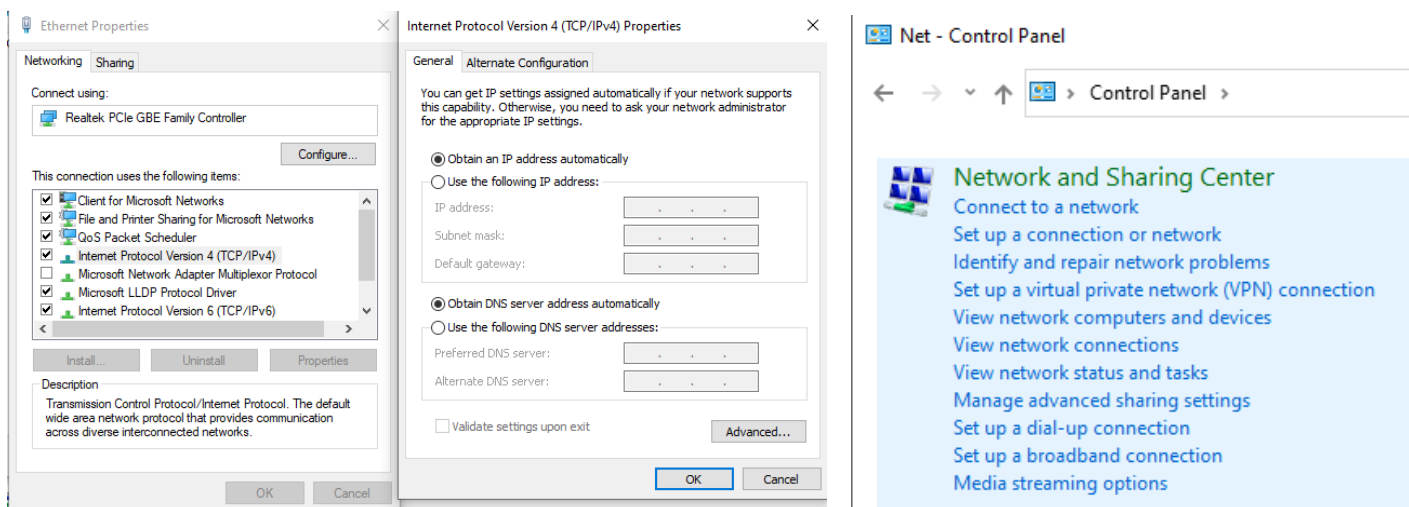 Ethernet Properties
Networking Sharing
Connect using:
Realtek PCIe GBE Family Controller
Configure...
This connection uses the following items:
Client for Microsoft Networks
File and Printer Sharing for Microsoft Networks
QoS Packet Scheduler
Internet Protocol Version 4 (TCP/IPv4)
Microsoft Network Adapter Multiplexor Protocol
Microsoft LLDP Protocol Driver
Internet Protocol Version 6 (TCP/IPv6)
Install... Uninstall Properties
Description
Transmission Control Protocol/Internet Protocol. The default
wide area network protocol that provides communication
across diverse interconnected networks.
OK Cancel
Internet Protocol Version 4 (TCP/IPv4) Properties
General Alternate Configuration
You can get IP settings assigned automatically if your network supports
this capability. Otherwise, you need to ask your network administrator
for the appropriate IP settings.
Obtain an IP address automatically
Use the following IP address:
IP address:
Subnet mask:
Default gateway:
Obtain DNS server address automatically
Use the following DNS server addresses:
Preferred DNS server:
Alternate DNS server:
Validate settings upon exit
Advanced...
OK Cancel
Net - Control Panel
Control Panel
Network and Sharing Center
Connect to a network
Set up a connection or network
Identify and repair network problems
Set up a virtual private network (VPN) connection
View network computers and devices
View network connections
View network status and tasks
Manage advanced sharing settings
Set up a dial-up connection
Set up a broadband connection
Media streaming options